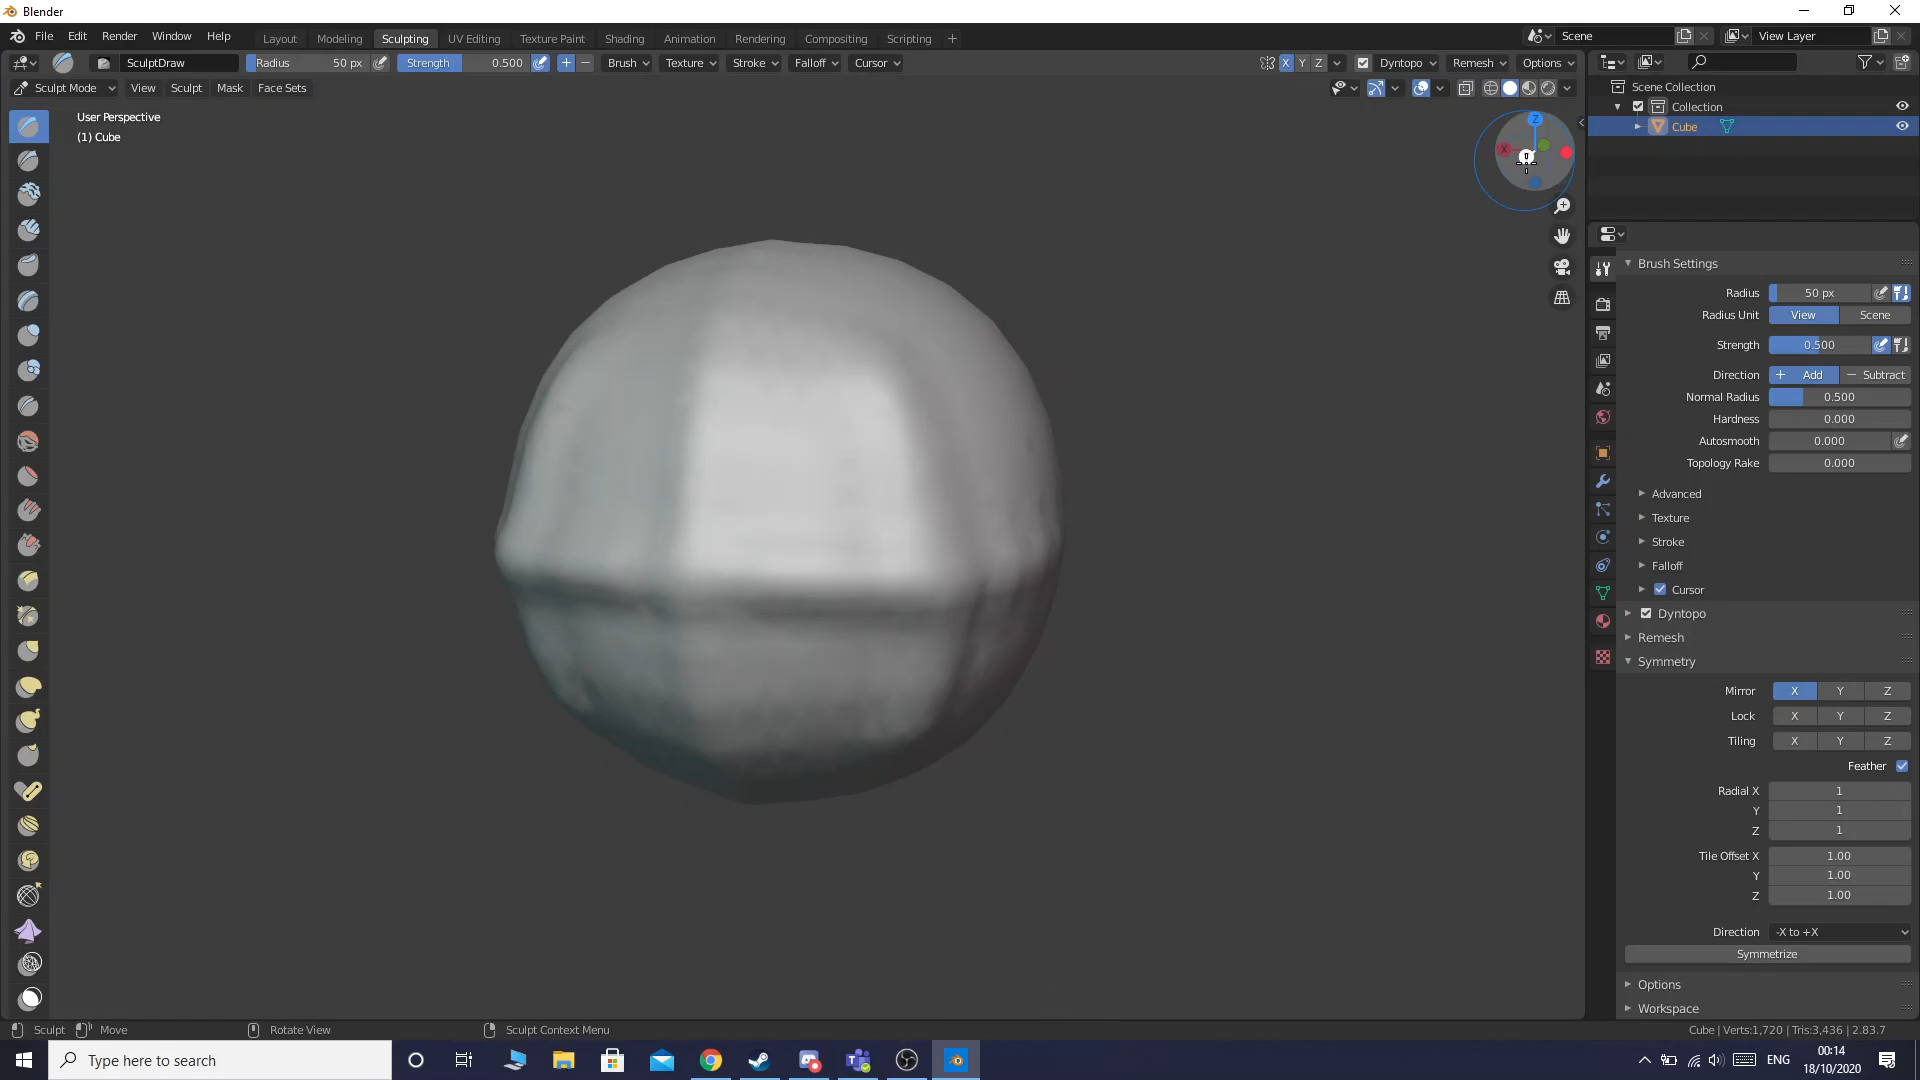 Blender
File Edit Render Window Help Layout Modeling Sculpting UV Editing Texture Paint Shading Animation Rendering Compositing Scripting + Scene View Layer
SculptDraw Radius 50 px Strength 0.500 Brush Texture Stroke Falloff Cursor X Y Z Dyntopo Remesh Options
Sculpt Mode View Sculpt Mask Face Sets
Scene Collection
Collection
Cube
User Perspective
(1) Cube
Z
X
Brush Settings
Radius 50 px
Radius Unit View Scene
Strength 0.500
Direction + Add − Subtract
Normal Radius 0.500
Hardness 0.000
Autosmooth 0.000
Topology Rake 0.000
Advanced
Texture
Stroke
Falloff
Cursor
Dyntopo
Remesh
Symmetry
Mirror X Y Z
Lock X Y Z
Tiling X Y Z
Feather
Radial X 1
Y 1
Z 1
Tile Offset X 1.00
Y 1.00
Z 1.00
Direction -X to +X
Symmetrize
Options
Workspace
Sculpt Move Rotate View Sculpt Context Menu Cube | Verts:1,720 | Tris:3,436 | 2.83.7
Type here to search ENG 00:14
18/10/2020